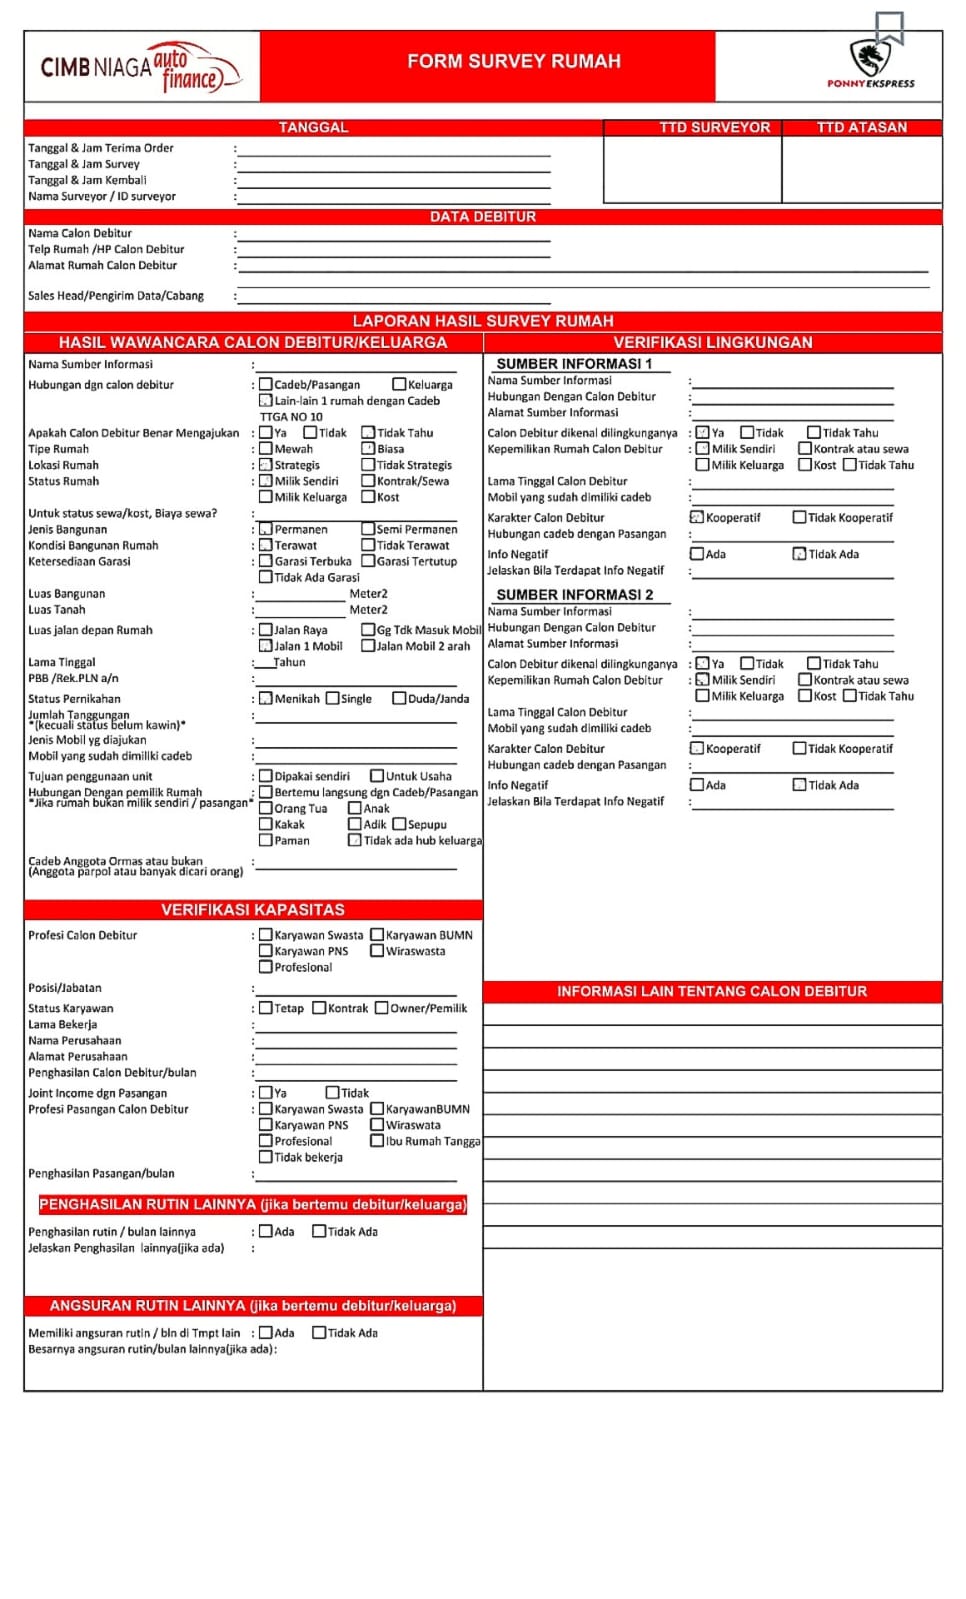 CIMB NIAGA auto finance
FORM SURVEY RUMAH
PONNYEKSPRESS
TANGGAL
TTD SURVEYOR
TTD ATASAN
Tanggal & Jam Terima Order :
Tanggal & Jam Survey :
Tanggal & Jam Kembali :
Nama Surveyor / ID surveyor :
DATA DEBITUR
Nama Calon Debitur :
Telp Rumah /HP Calon Debitur :
Alamat Rumah Calon Debitur :
Sales Head/Pengirim Data/Cabang :
LAPORAN HASIL SURVEY RUMAH
HASIL WAWANCARA CALON DEBITUR/KELUARGA
Nama Sumber Informasi :
Hubungan dgn calon debitur : Cadeb/Pasangan Keluarga
Lain-lain 1 rumah dengan Cadeb
TTGA NO 10
Apakah Calon Debitur Benar Mengajukan : Ya Tidak Tidak Tahu
Tipe Rumah : Mewah Biasa
Lokasi Rumah : Strategis Tidak Strategis
Status Rumah : Milik Sendiri Kontrak/Sewa
Milik Keluarga Kost
Untuk status sewa/kost, Biaya sewa? :
Jenis Bangunan : Permanen Semi Permanen
Kondisi Bangunan Rumah : Terawat Tidak Terawat
Ketersediaan Garasi : Garasi Terbuka Garasi Tertutup
Tidak Ada Garasi
Luas Bangunan : Meter2
Luas Tanah : Meter2
Luas jalan depan Rumah : Jalan Raya Gg Tdk Masuk Mobil
Jalan 1 Mobil Jalan Mobil 2 arah
Lama Tinggal : Tahun
PBB /Rek.PLN a/n :
Status Pernikahan : Menikah Single Duda/Janda
Jumlah Tanggungan :
*(kecuali status belum kawin)*
Jenis Mobil yg diajukan :
Mobil yang sudah dimiliki cadeb :
Tujuan penggunaan unit : Dipakai sendiri Untuk Usaha
Hubungan Dengan pemilik Rumah : Bertemu langsung dgn Cadeb/Pasangan
*Jika rumah bukan milik sendiri / pasangan* Orang Tua Anak
Kakak Adik Sepupu
Paman Tidak ada hub keluarga
Cadeb Anggota Ormas atau bukan :
(Anggota parpol atau banyak dicari orang)
VERIFIKASI KAPASITAS
Profesi Calon Debitur : Karyawan Swasta Karyawan BUMN
Karyawan PNS Wiraswasta
Profesional
Posisi/Jabatan :
Status Karyawan : Tetap Kontrak Owner/Pemilik
Lama Bekerja :
Nama Perusahaan :
Alamat Perusahaan :
Penghasilan Calon Debitur/bulan :
Joint Income dgn Pasangan : Ya Tidak
Profesi Pasangan Calon Debitur : Karyawan Swasta KaryawanBUMN
Karyawan PNS Wiraswata
Profesional Ibu Rumah Tangga
Tidak bekerja
Penghasilan Pasangan/bulan :
PENGHASILAN RUTIN LAINNYA (jika bertemu debitur/keluarga)
Penghasilan rutin / bulan lainnya : Ada Tidak Ada
Jelaskan Penghasilan lainnya(jika ada) :
ANGSURAN RUTIN LAINNYA (jika bertemu debitur/keluarga)
Memiliki angsuran rutin / bln di Tmpt lain : Ada Tidak Ada
Besarnya angsuran rutin/bulan lainnya(jika ada):
VERIFIKASI LINGKUNGAN
SUMBER INFORMASI 1
Nama Sumber Informasi :
Hubungan Dengan Calon Debitur :
Alamat Sumber Informasi :
Calon Debitur dikenal dilingkunganya : Ya Tidak Tidak Tahu
Kepemilikan Rumah Calon Debitur : Milik Sendiri Kontrak atau sewa
Milik Keluarga Kost Tidak Tahu
Lama Tinggal Calon Debitur :
Mobil yang sudah dimiliki cadeb :
Karakter Calon Debitur : Kooperatif Tidak Kooperatif
Hubungan cadeb dengan Pasangan :
Info Negatif : Ada TIdak Ada
Jelaskan Bila Terdapat Info Negatif :
SUMBER INFORMASI 2
Nama Sumber Informasi :
Hubungan Dengan Calon Debitur :
Alamat Sumber Informasi :
Calon Debitur dikenal dilingkunganya : Ya Tidak Tidak Tahu
Kepemilikan Rumah Calon Debitur : Milik Sendiri Kontrak atau sewa
Milik Keluarga Kost Tidak Tahu
Lama Tinggal Calon Debitur :
Mobil yang sudah dimiliki cadeb :
Karakter Calon Debitur : Kooperatif Tidak Kooperatif
Hubungan cadeb dengan Pasangan :
Info Negatif : Ada TIdak Ada
Jelaskan Bila Terdapat Info Negatif :
INFORMASI LAIN TENTANG CALON DEBITUR